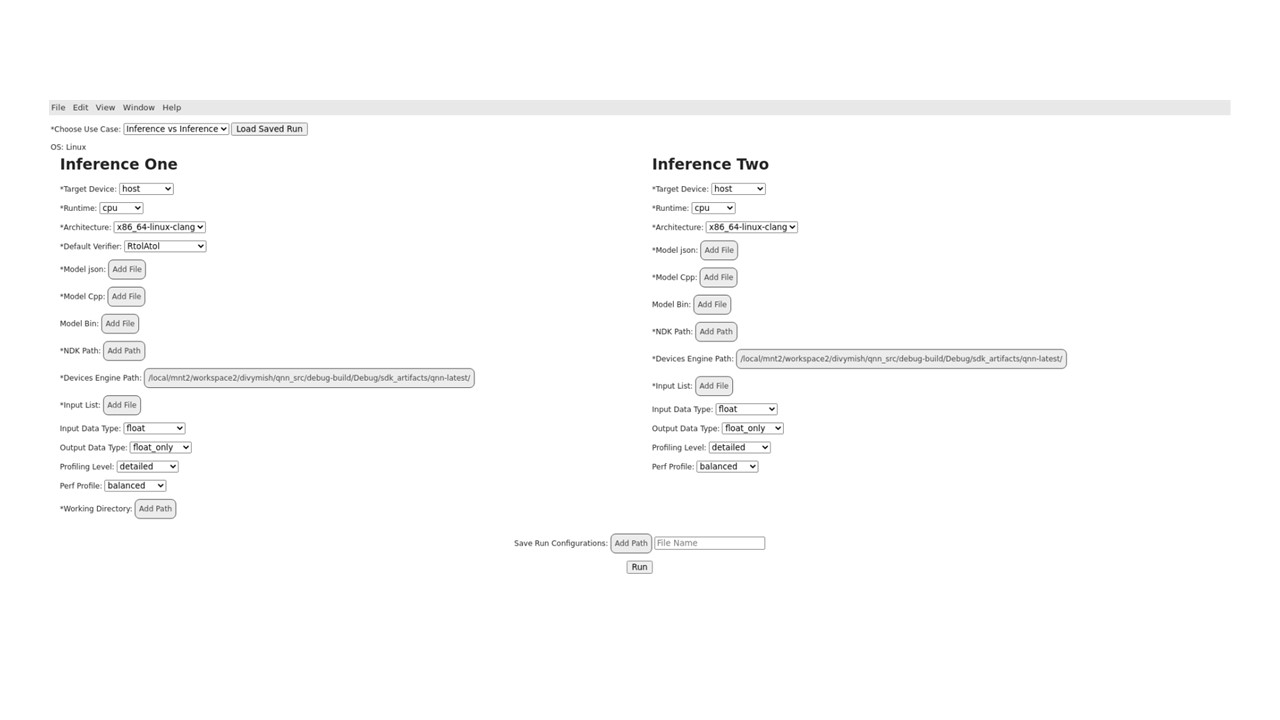 File Edit View Window Help
*Choose Use Case: Inference vs Inference Load Saved Run
OS: Linux
Inference One
*Target Device: host
*Runtime: cpu
*Architecture: x86_64-linux-clang
*Default Verifier: RtolAtol
*Model json: Add File
*Model Cpp: Add File
Model Bin: Add File
*NDK Path: Add Path
*Devices Engine Path: /local/mnt2/workspace2/divymish/qnn_src/debug-build/Debug/sdk_artifacts/qnn-latest/
*Input List: Add File
Input Data Type: float
Output Data Type: float_only
Profiling Level: detailed
Perf Profile: balanced
*Working Directory: Add Path
Inference Two
*Target Device: host
*Runtime: cpu
*Architecture: x86_64-linux-clang
*Model json: Add File
*Model Cpp: Add File
Model Bin: Add File
*NDK Path: Add Path
*Devices Engine Path: /local/mnt2/workspace2/divymish/qnn_src/debug-build/Debug/sdk_artifacts/qnn-latest/
*Input List: Add File
Input Data Type: float
Output Data Type: float_only
Profiling Level: detailed
Perf Profile: balanced
Save Run Configurations: Add Path File Name
Run